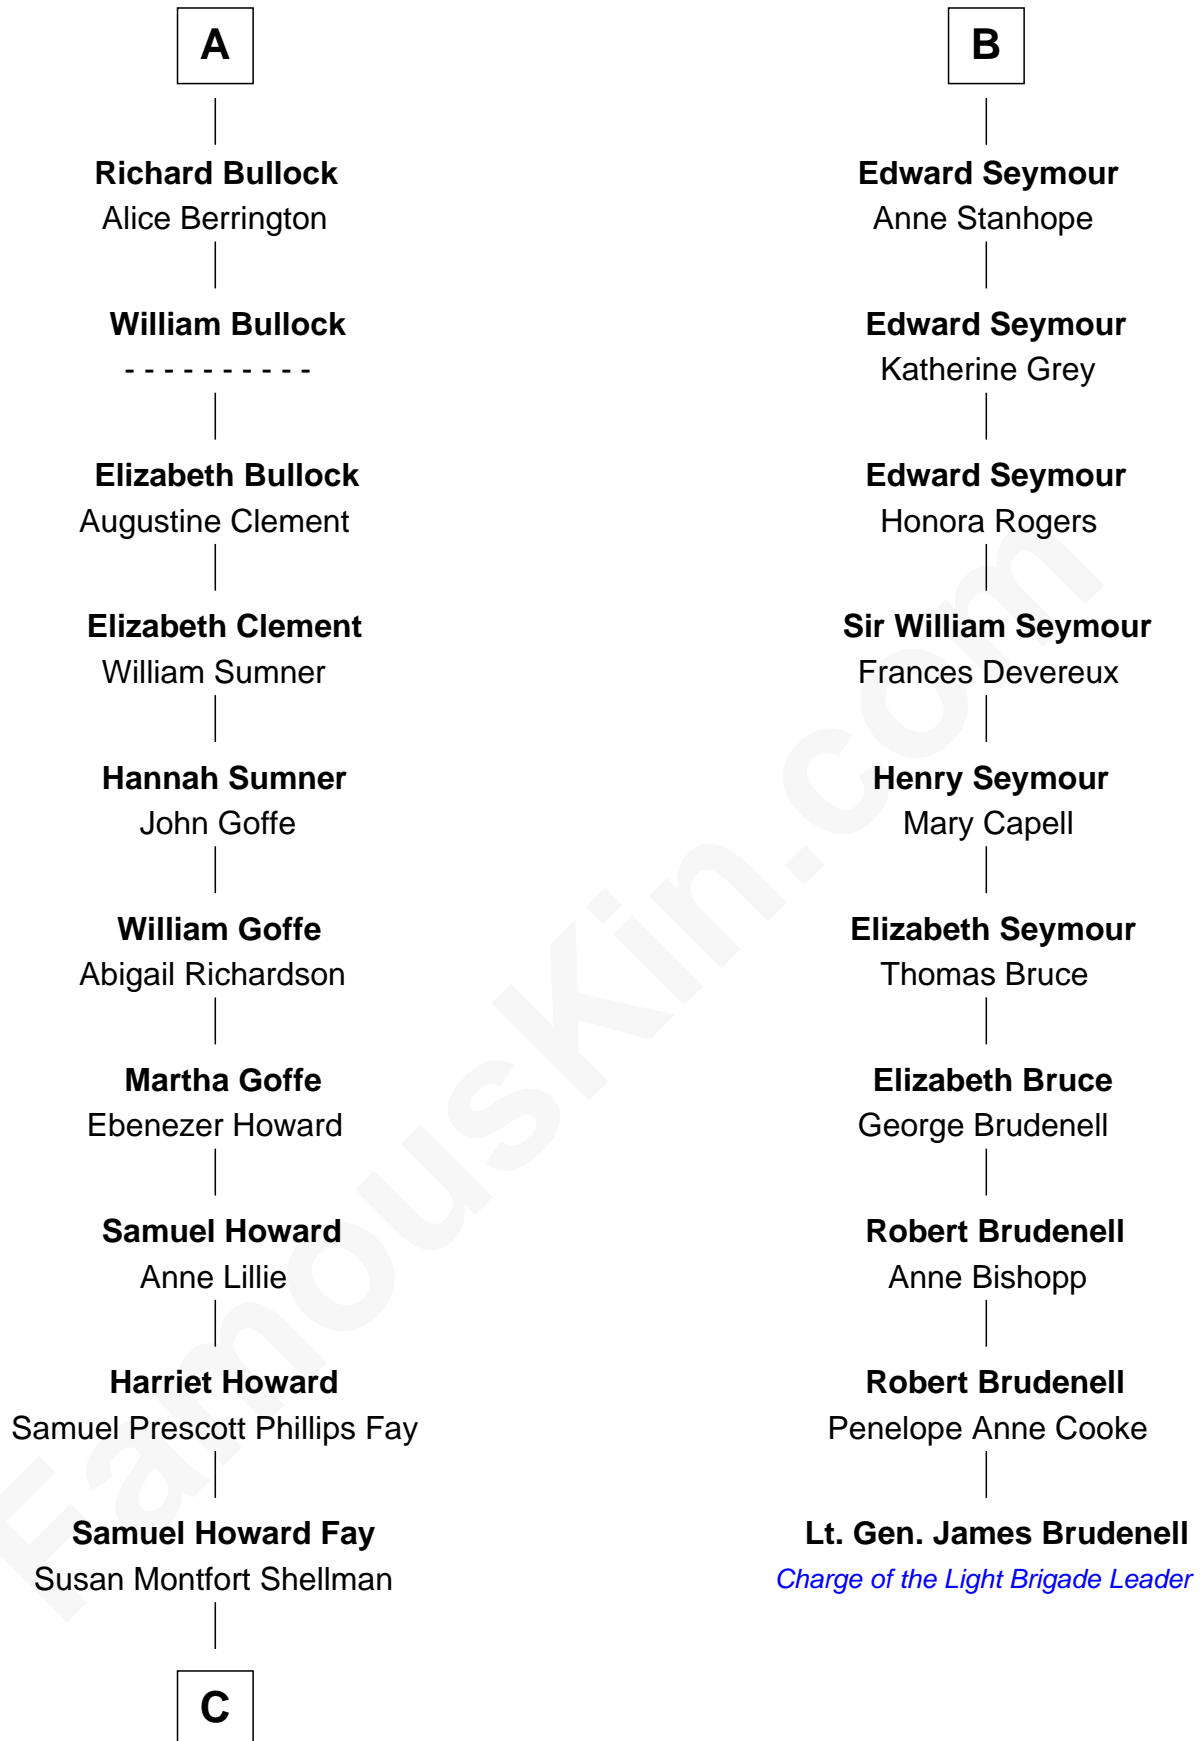 A
Richard Bullock
Alice Berrington
William Bullock
- - - - - - - - - -
Elizabeth Bullock
Augustine Clement
Elizabeth Clement
William Sumner
Hannah Sumner
John Goffe
William Goffe
Abigail Richardson
Martha Goffe
Ebenezer Howard
Samuel Howard
Anne Lillie
Harriet Howard
Samuel Prescott Phillips Fay
Samuel Howard Fay
Susan Montfort Shellman
C
B
Edward Seymour
Anne Stanhope
Edward Seymour
Katherine Grey
Edward Seymour
Honora Rogers
Sir William Seymour
Frances Devereux
Henry Seymour
Mary Capell
Elizabeth Seymour
Thomas Bruce
Elizabeth Bruce
George Brudenell
Robert Brudenell
Anne Bishopp
Robert Brudenell
Penelope Anne Cooke
Lt. Gen. James Brudenell
Charge of the Light Brigade Leader
FamousKin.com